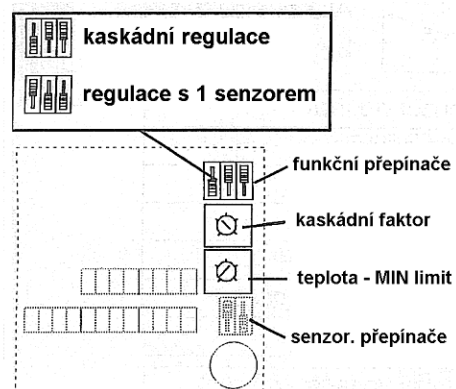 kaskádní regulace
regulace s 1 senzorem
funkční přepínače
kaskádní faktor
teplota - MIN limit
senzor. přepínače